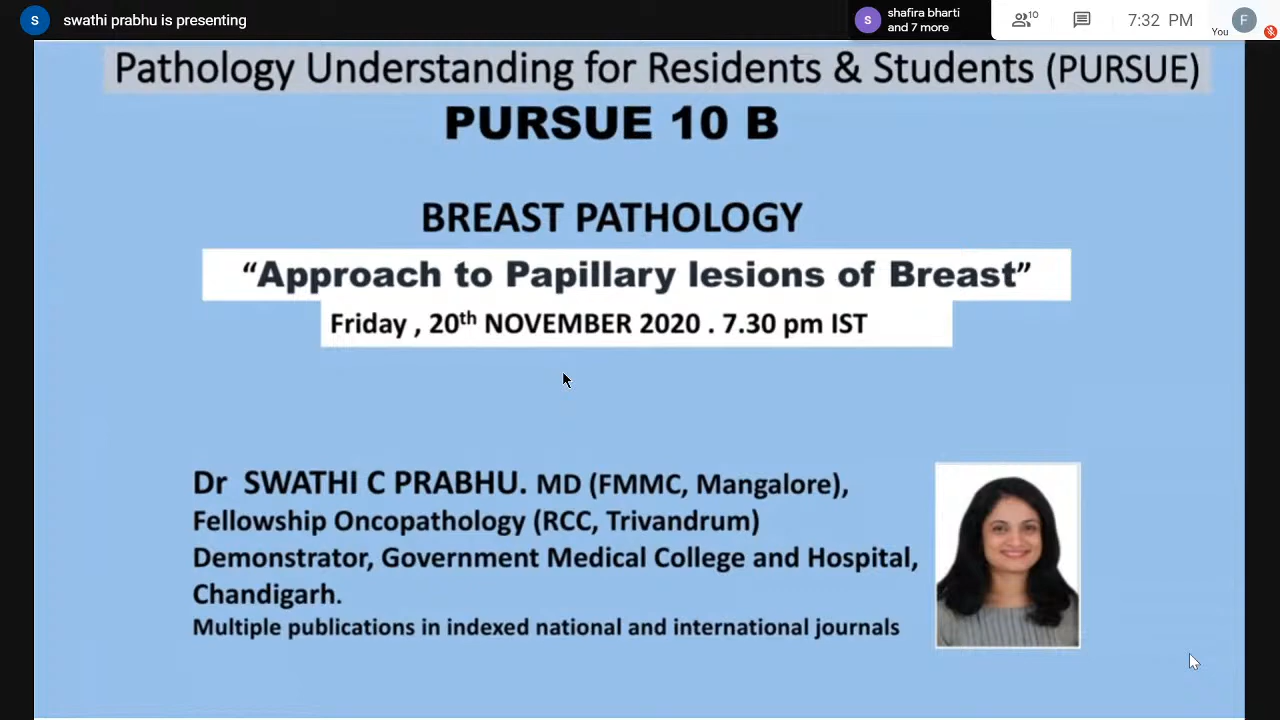 S swathi prabhu is presenting
S shafira bharti
and 7 more
10
7:32 PM
You
F
Pathology Understanding for Residents & Students (PURSUE)
PURSUE 10 B
BREAST PATHOLOGY
“Approach to Papillary lesions of Breast”
Friday , 20th NOVEMBER 2020 . 7.30 pm IST
Dr SWATHI C PRABHU. MD (FMMC, Mangalore),
Fellowship Oncopathology (RCC, Trivandrum)
Demonstrator, Government Medical College and Hospital,
Chandigarh.
Multiple publications in indexed national and international journals